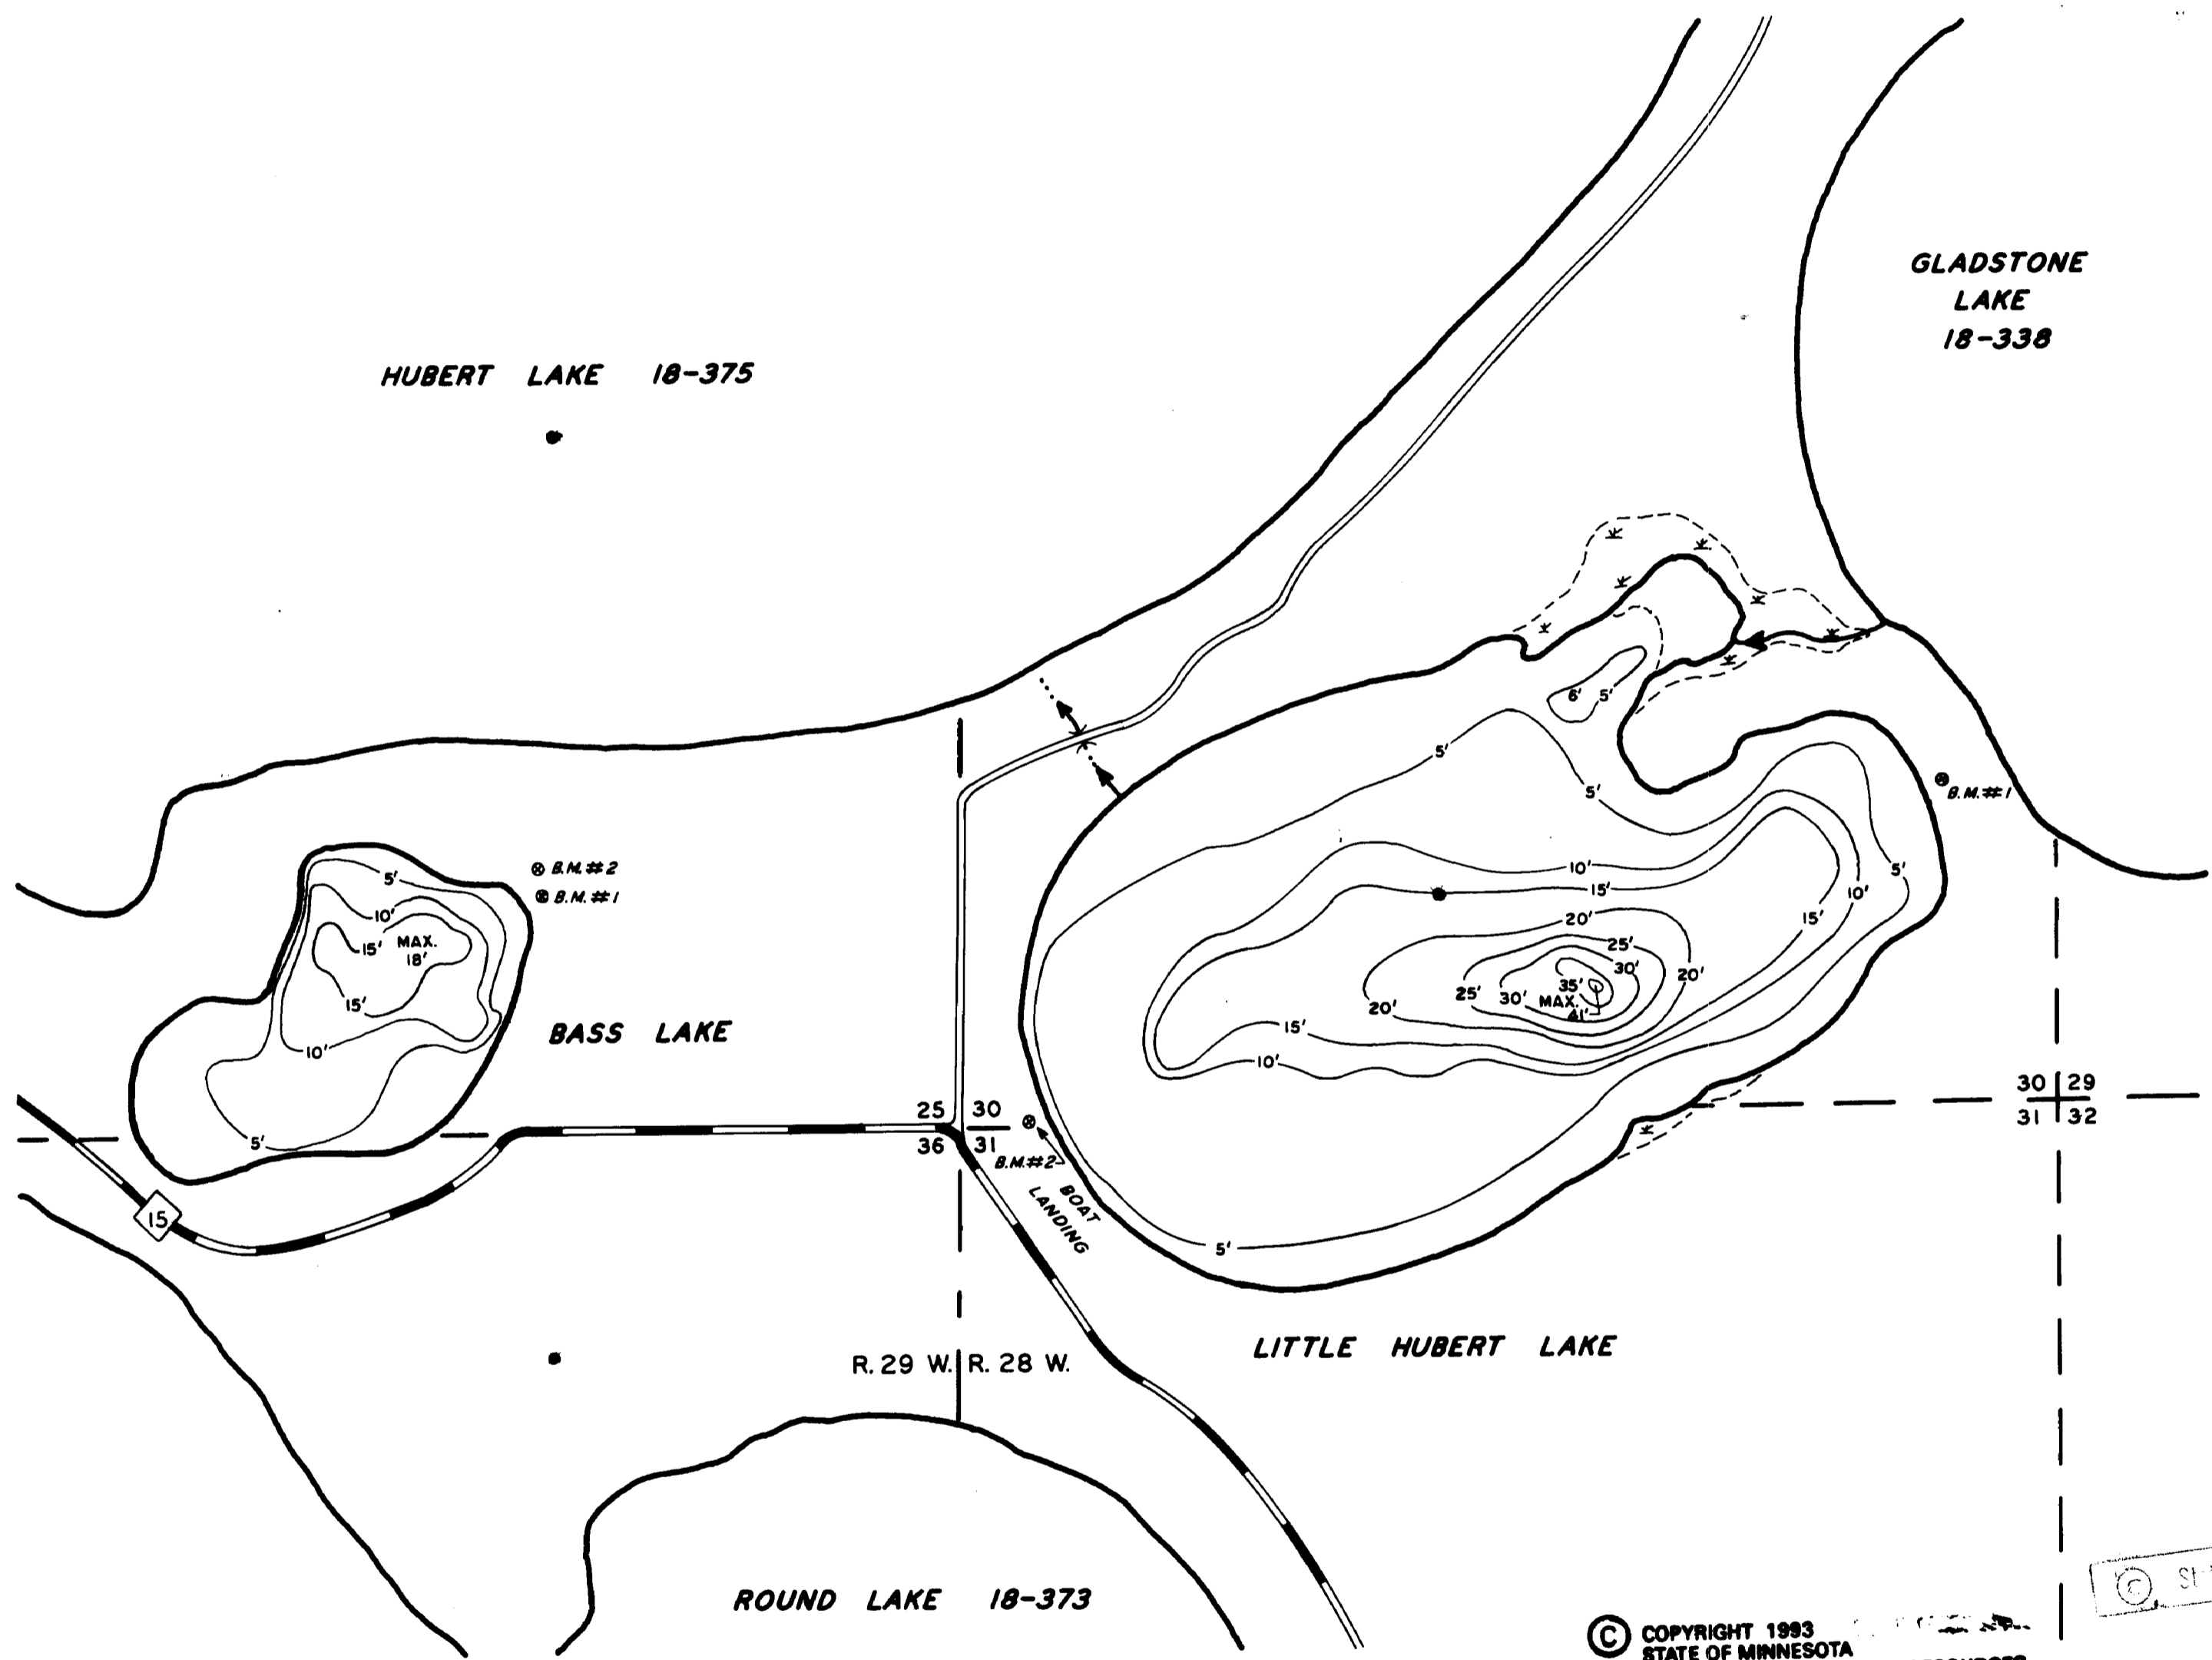 GLADSTONE
LAKE
18-338
HUBERT LAKE 18-375
6' 5'
5'
5'
B.M.#1
B.M.#2
B.M.#1
5'
10'
15' MAX.
18'
15'
10'
5'
BASS LAKE
10'
15'
5'
10'
15'
20'
25'
30'
35'
MAX.
41'
20'
25'
30'
20'
15'
10'
5'
25 30
36 31
B.M.#2
BOAT
LANDING
30 29
31 32
15
R. 29 W. R. 28 W.
LITTLE HUBERT LAKE
ROUND LAKE 18-373
© COPYRIGHT 1993
STATE OF MINNESOTA
©